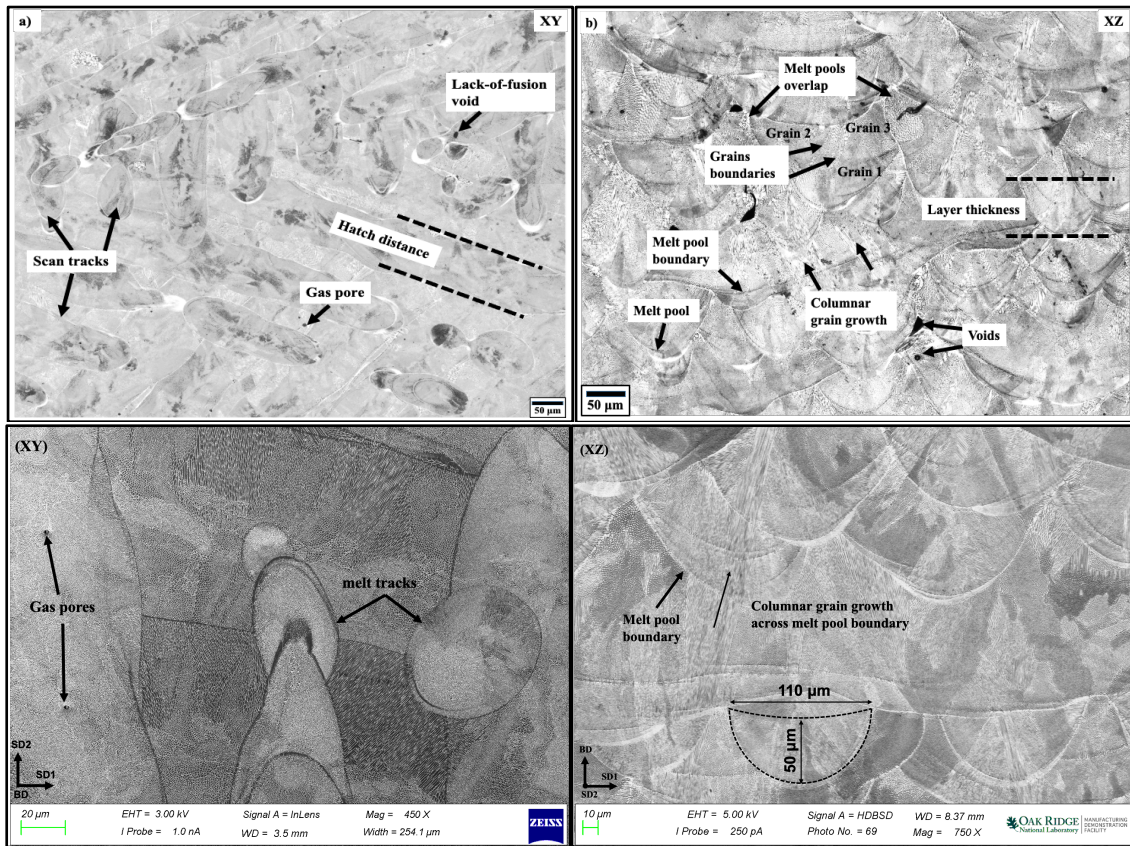 a)
XY
Lack-of-fusion
void
Hatch distance
Scan tracks
Gas pore
50 µm
b)
XZ
Melt pools
overlap
Grain 2
Grain 3
Grains
boundaries
Grain 1
Layer thickness
Melt pool
boundary
Columnar
grain growth
Melt pool
Voids
50 µm
(XY)
melt tracks
Gas pores
SD2
SD1
BD
20 µm
EHT = 3.00 kV
Signal A = InLens
Mag = 450 X
I Probe = 1.0 nA
WD = 3.5 mm
Width = 254.1 µm
ZEISS
(XZ)
Melt pool
boundary
Columnar grain growth
across melt pool boundary
110 µm
50 µm
BD
SD1
SD2
10 µm
EHT = 5.00 kV
Signal A = HDBSD
WD = 8.37 mm
I Probe = 250 pA
Photo No. = 69
Mag = 750 X
OAK RIDGE
National Laboratory
MANUFACTURING
DEMONSTRATION
FACILITY